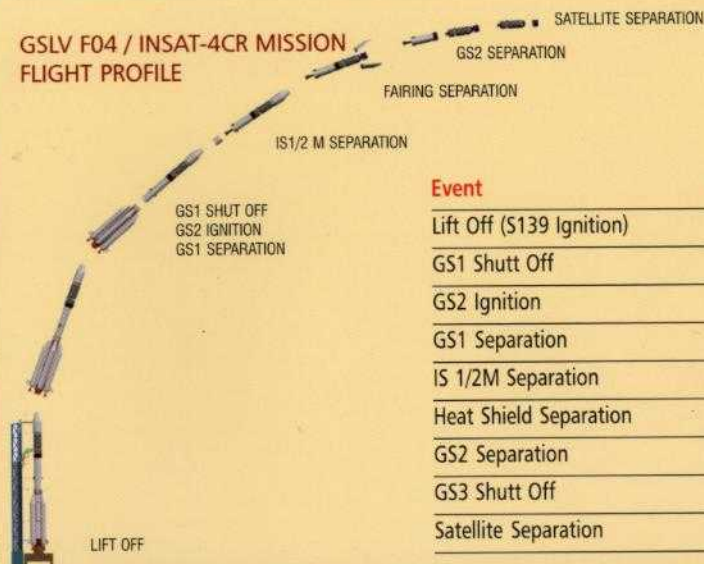 GSLV F04 / INSAT-4CR MISSION
FLIGHT PROFILE
SATELLITE SEPARATION
GS2 SEPARATION
FAIRING SEPARATION
IS1/2 M SEPARATION
GS1 SHUT OFF
GS2 IGNITION
GS1 SEPARATION
LIFT OFF
Event
Lift Off (S139 Ignition)
GS1 Shutt Off
GS2 Ignition
GS1 Separation
IS 1/2M Separation
Heat Shield Separation
GS2 Separation
GS3 Shutt Off
Satellite Separation